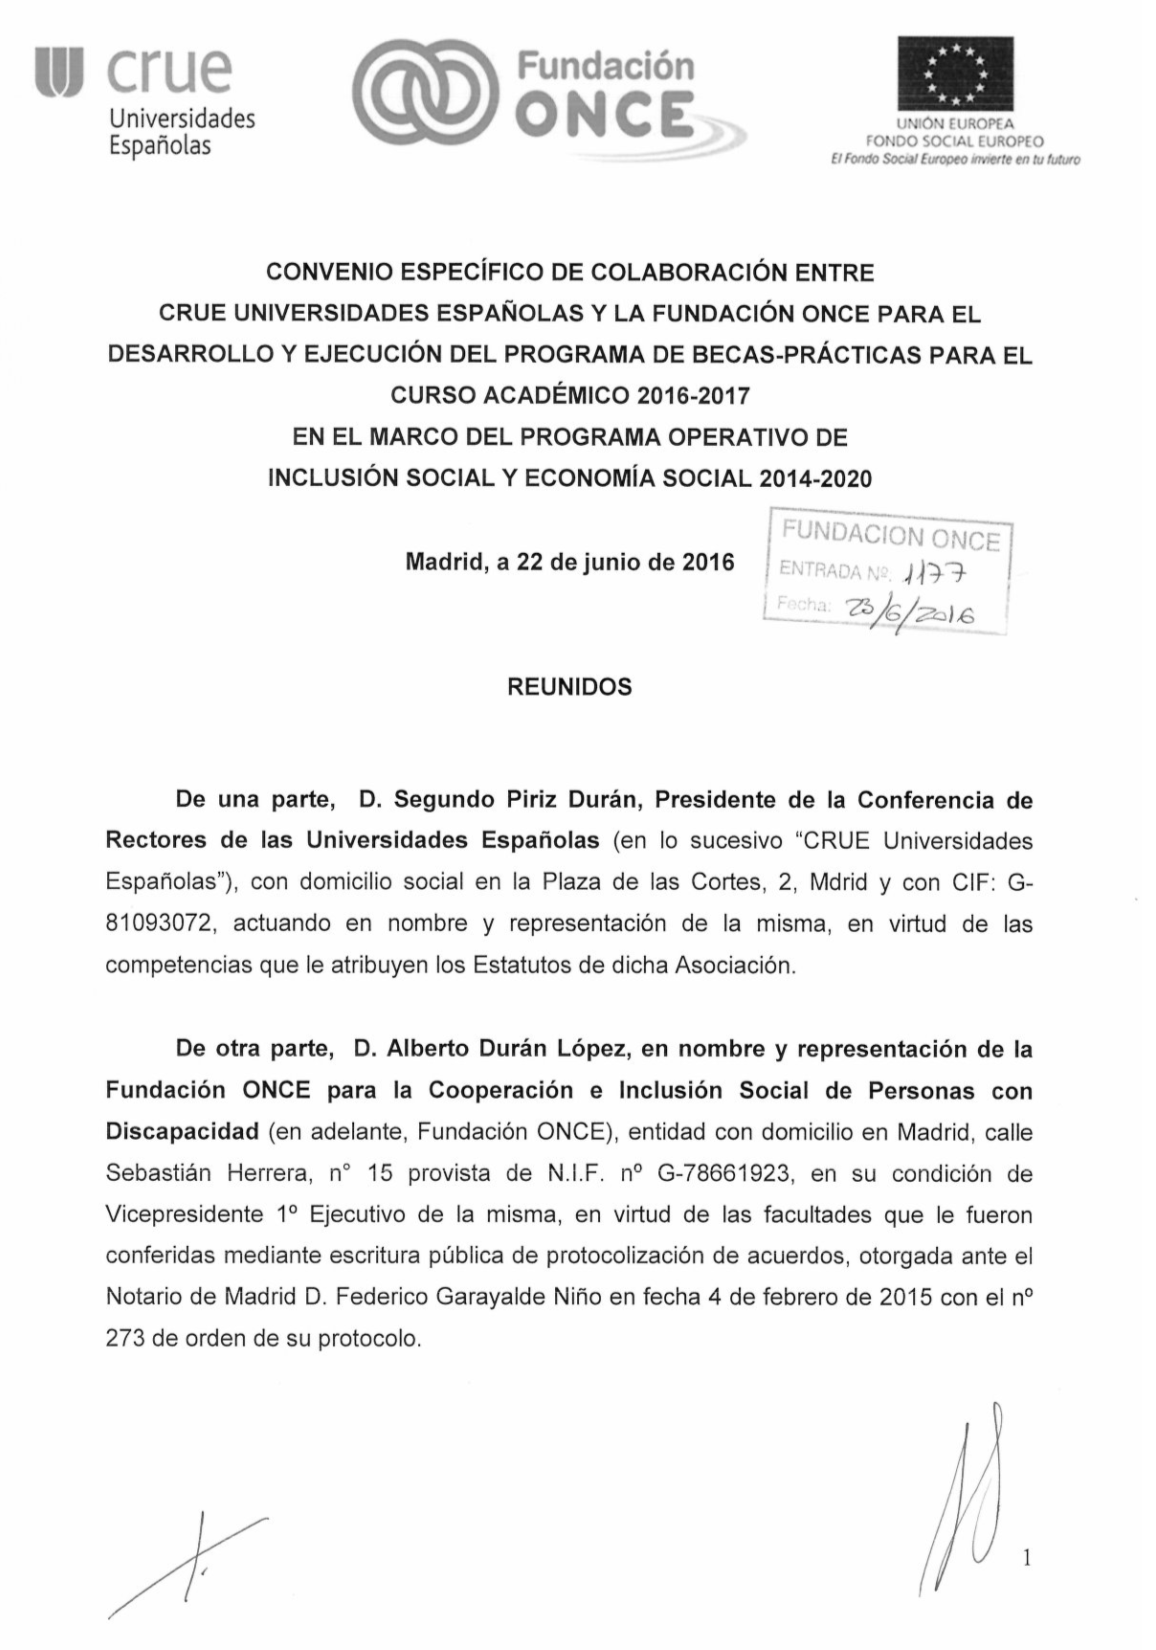 crue
Universidades
Españolas
Fundación
ONCE
UNIÓN EUROPEA
FONDO SOCIAL EUROPEO
El Fondo Social Europeo invierte en tu futuro
CONVENIO ESPECÍFICO DE COLABORACIÓN ENTRE
CRUE UNIVERSIDADES ESPAÑOLAS Y LA FUNDACIÓN ONCE PARA EL
DESARROLLO Y EJECUCIÓN DEL PROGRAMA DE BECAS-PRÁCTICAS PARA EL
CURSO ACADÉMICO 2016-2017
EN EL MARCO DEL PROGRAMA OPERATIVO DE
INCLUSIÓN SOCIAL Y ECONOMÍA SOCIAL 2014-2020
Madrid, a 22 de junio de 2016
FUNDACION ONCE
ENTRADA Nº: 1177
Fecha: 23/6/2016
REUNIDOS
De una parte, D. Segundo Piriz Durán, Presidente de la Conferencia de
Rectores de las Universidades Españolas (en lo sucesivo “CRUE Universidades
Españolas”), con domicilio social en la Plaza de las Cortes, 2, Mdrid y con CIF: G-
81093072, actuando en nombre y representación de la misma, en virtud de las
competencias que le atribuyen los Estatutos de dicha Asociación.
De otra parte, D. Alberto Durán López, en nombre y representación de la
Fundación ONCE para la Cooperación e Inclusión Social de Personas con
Discapacidad (en adelante, Fundación ONCE), entidad con domicilio en Madrid, calle
Sebastián Herrera, n° 15 provista de N.I.F. nº G-78661923, en su condición de
Vicepresidente 1º Ejecutivo de la misma, en virtud de las facultades que le fueron
conferidas mediante escritura pública de protocolización de acuerdos, otorgada ante el
Notario de Madrid D. Federico Garayalde Niño en fecha 4 de febrero de 2015 con el nº
273 de orden de su protocolo.
1